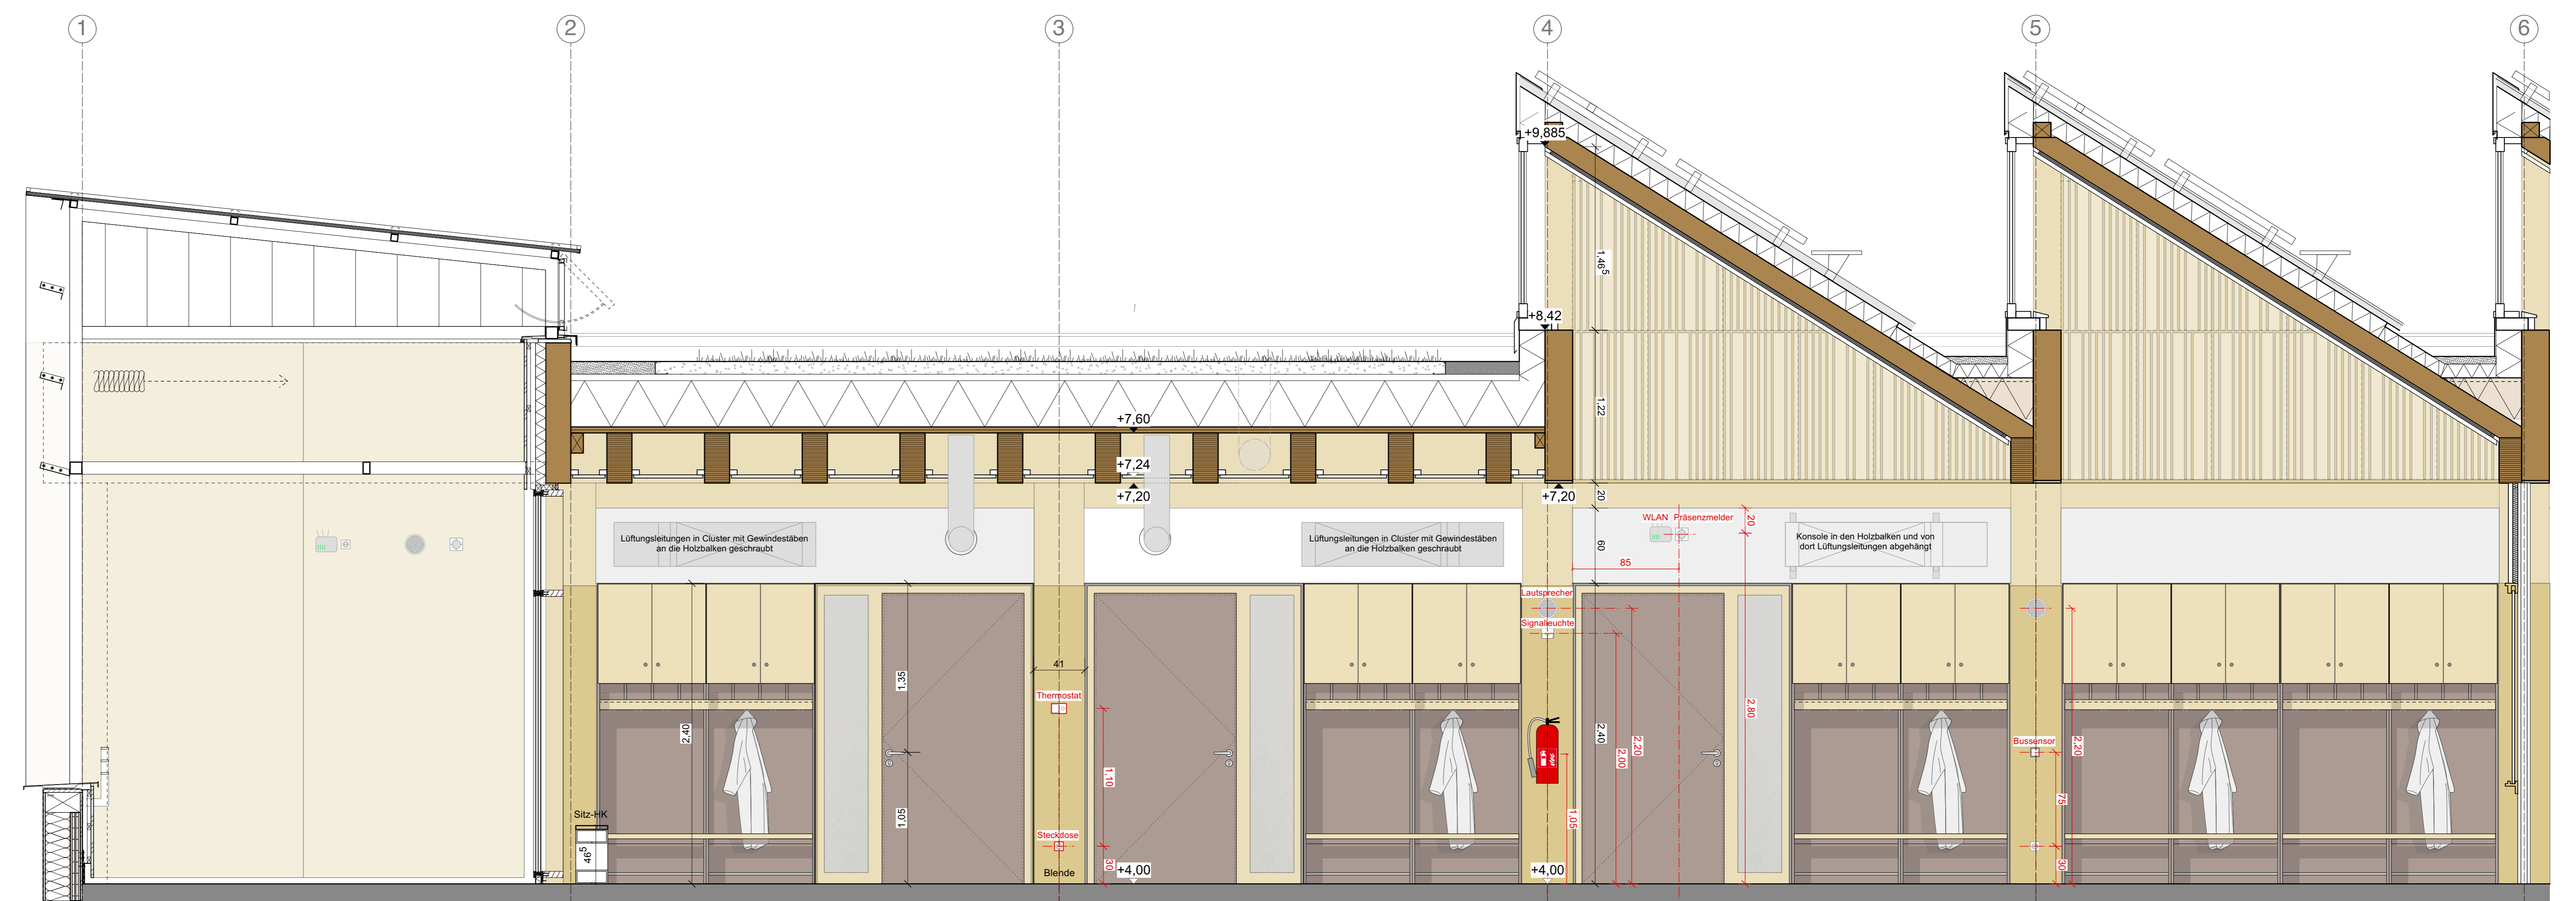 1
2
3
4
5
6
+9,885
1,46⁵
+8,42
1,22
+7,60
+7,24
+7,20
+7,20
20
WLAN Präsenzmelder
20
Lüftungsleitungen in Cluster mit Gewindestäben
an die Holzbalken geschraubt
Lüftungsleitungen in Cluster mit Gewindestäben
an die Holzbalken geschraubt
Konsole in den Holzbalken und von
dort Lüftungsleitungen abgehängt
60
85
Lautsprecher
Signalleuchte
41
1,35
Thermostat
2,80
2,40
2,40
2,20
2,00
Bussensor
2,20
1,10
75
Sitz-HK
46⁵
1,05
1,05
Steckdose
30
30
Blende
+4,00
+4,00